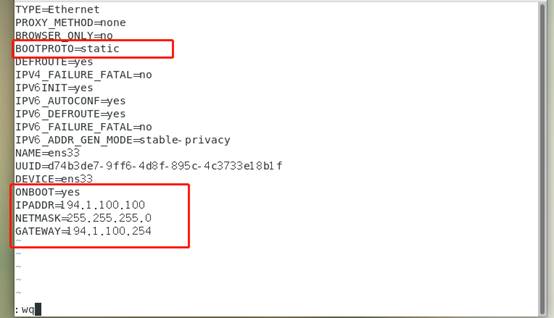 TYPE=Ethernet
PROXY_METHOD=none
BROWSER_ONLY=no
BOOTPROTO=static
DEFROUTE=yes
IPV4_FAILURE_FATAL=no
IPV6INIT=yes
IPV6_AUTOCONF=yes
IPV6_DEFROUTE=yes
IPV6_FAILURE_FATAL=no
IPV6_ADDR_GEN_MODE=stable-privacy
NAME=ens33
UUID=d74b3de7-9ff6-4d8f-895c-4c3733e18b1f
DEVICE=ens33
ONBOOT=yes
IPADDR=194.1.100.100
NETMASK=255.255.255.0
GATEWAY=194.1.100.254
~
~
~
~
~
:wq